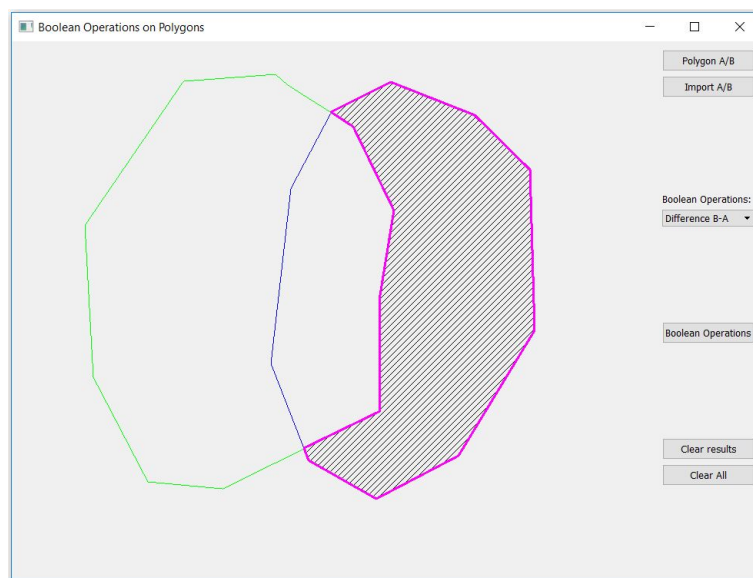 Boolean Operations on Polygons
Polygon A/B
Import A/B
Boolean Operations:
Difference B-A
Boolean Operations
Clear results
Clear All